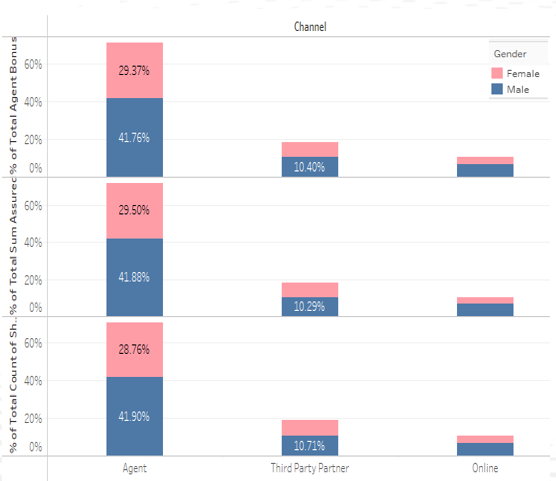 Channel
Gender
Female
Male
% of Total Agent Bonus
60%
40%
20%
0%
29.37%
41.76%
10.40%
% of Total Sum Assured
60%
40%
20%
0%
29.50%
41.88%
10.29%
% of Total Count of Sh..
60%
40%
20%
0%
28.76%
41.90%
10.71%
Agent
Third Party Partner
Online